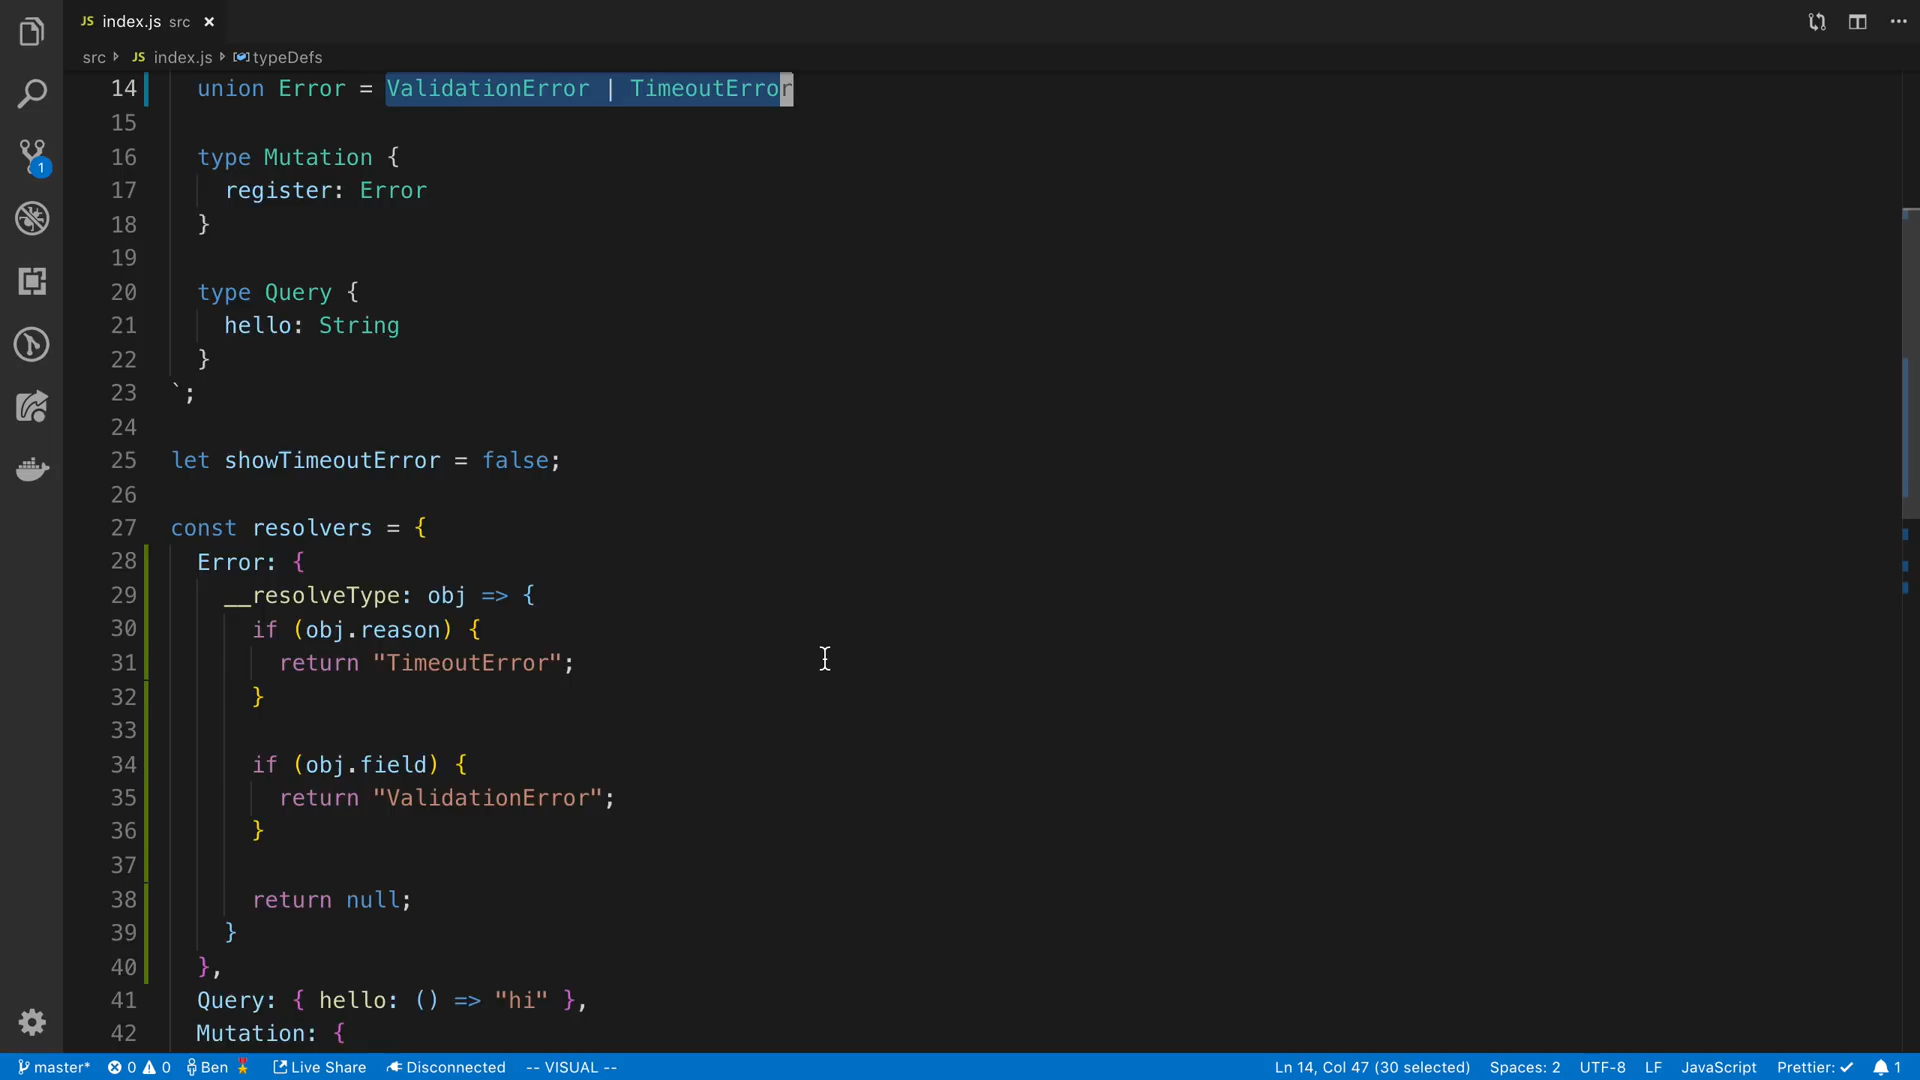 JS index.js src ×
src JS index.js typeDefs
14 union Error = ValidationError | TimeoutError
15
16 type Mutation {
17 register: Error
18 }
19
20 type Query {
21 hello: String
22 }
23 `;
24
25 let showTimeoutError = false;
26
27 const resolvers = {
28 Error: {
29 __resolveType: obj => {
30 if (obj.reason) {
31 return "TimeoutError";
32 }
33
34 if (obj.field) {
35 return "ValidationError";
36 }
37
38 return null;
39 }
40 },
41 Query: { hello: () => "hi" },
42 Mutation: {
1
master* 0 0 Ben Live Share Disconnected -- VISUAL -- Ln 14, Col 47 (30 selected) Spaces: 2 UTF-8 LF JavaScript Prettier: ✓ 1